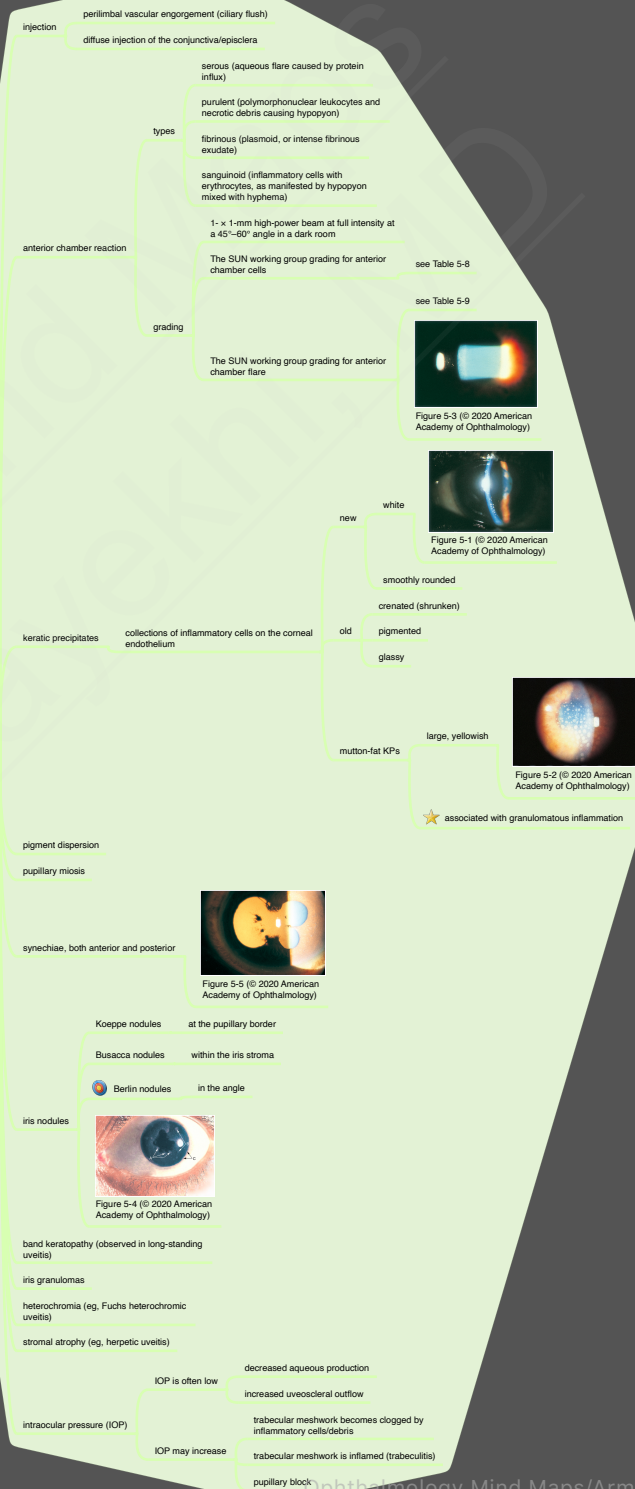 injection
perilimbal vascular engorgement (ciliary flush)
diffuse injection of the conjunctiva/episclera
anterior chamber reaction
types
serous (aqueous flare caused by protein
influx)
purulent (polymorphonuclear leukocytes and
necrotic debris causing hypopyon)
fibrinous (plasmoid, or intense fibrinous
exudate)
sanguinoid (inflammatory cells with
erythrocytes, as manifested by hypopyon
mixed with hyphema)
grading
1- × 1-mm high-power beam at full intensity at
a 45°–60° angle in a dark room
The SUN working group grading for anterior
chamber cells
see Table 5-8
The SUN working group grading for anterior
chamber flare
see Table 5-9
Figure 5-3 (© 2020 American
Academy of Ophthalmology)
keratic precipitates
collections of inflammatory cells on the corneal
endothelium
new
white
Figure 5-1 (© 2020 American
Academy of Ophthalmology)
smoothly rounded
old
crenated (shrunken)
pigmented
glassy
mutton-fat KPs
large, yellowish
Figure 5-2 (© 2020 American
Academy of Ophthalmology)
associated with granulomatous inflammation
pigment dispersion
pupillary miosis
synechiae, both anterior and posterior
Figure 5-5 (© 2020 American
Academy of Ophthalmology)
iris nodules
Koeppe nodules
at the pupillary border
Busacca nodules
within the iris stroma
Berlin nodules
in the angle
Figure 5-4 (© 2020 American
Academy of Ophthalmology)
band keratopathy (observed in long-standing
uveitis)
iris granulomas
heterochromia (eg, Fuchs heterochromic
uveitis)
stromal atrophy (eg, herpetic uveitis)
intraocular pressure (IOP)
IOP is often low
decreased aqueous production
increased uveoscleral outflow
IOP may increase
trabecular meshwork becomes clogged by
inflammatory cells/debris
trabecular meshwork is inflamed (trabeculitis)
pupillary block
Ophthalmology Mind Maps/Arm